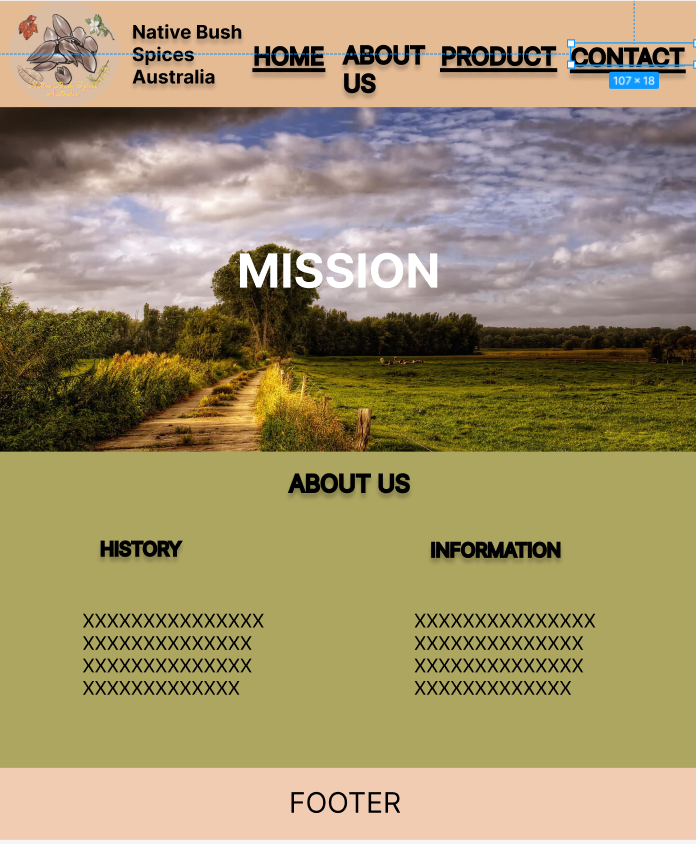 Native Bush
Spices
Australia
HOME
ABOUT
US
PRODUCT
CONTACT
107 × 18
MISSION
ABOUT US
HISTORY
INFORMATION
XXXXXXXXXXXXXXX
XXXXXXXXXXXXXX
XXXXXXXXXXXXXX
XXXXXXXXXXXXX
XXXXXXXXXXXXXXX
XXXXXXXXXXXXXX
XXXXXXXXXXXXXX
XXXXXXXXXXXXX
FOOTER